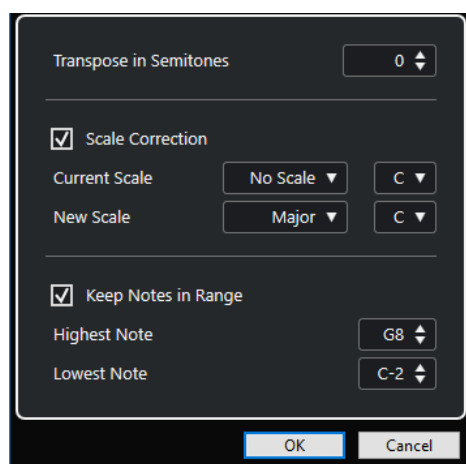 Transpose in Semitones 0
Scale Correction
Current Scale No Scale C
New Scale Major C
Keep Notes in Range
Highest Note G8
Lowest Note C-2
OK Cancel